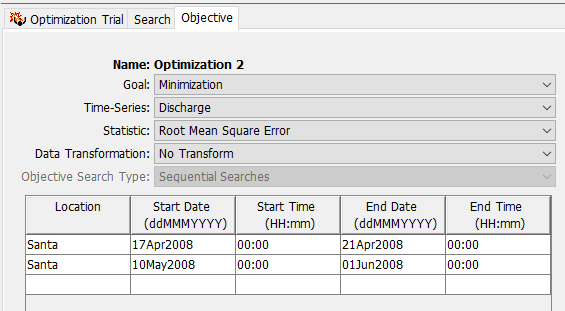 Optimization Trial Search Objective
Name: Optimization 2
Goal: Minimization
Time-Series: Discharge
Statistic: Root Mean Square Error
Data Transformation: No Transform
Objective Search Type: Sequential Searches
Location Start Date Start Time End Date End Time
(ddMMMYYYY) (HH:mm) (ddMMMYYYY) (HH:mm)
Santa 17Apr2008 00:00 21Apr2008 00:00
Santa 10May2008 00:00 01Jun2008 00:00